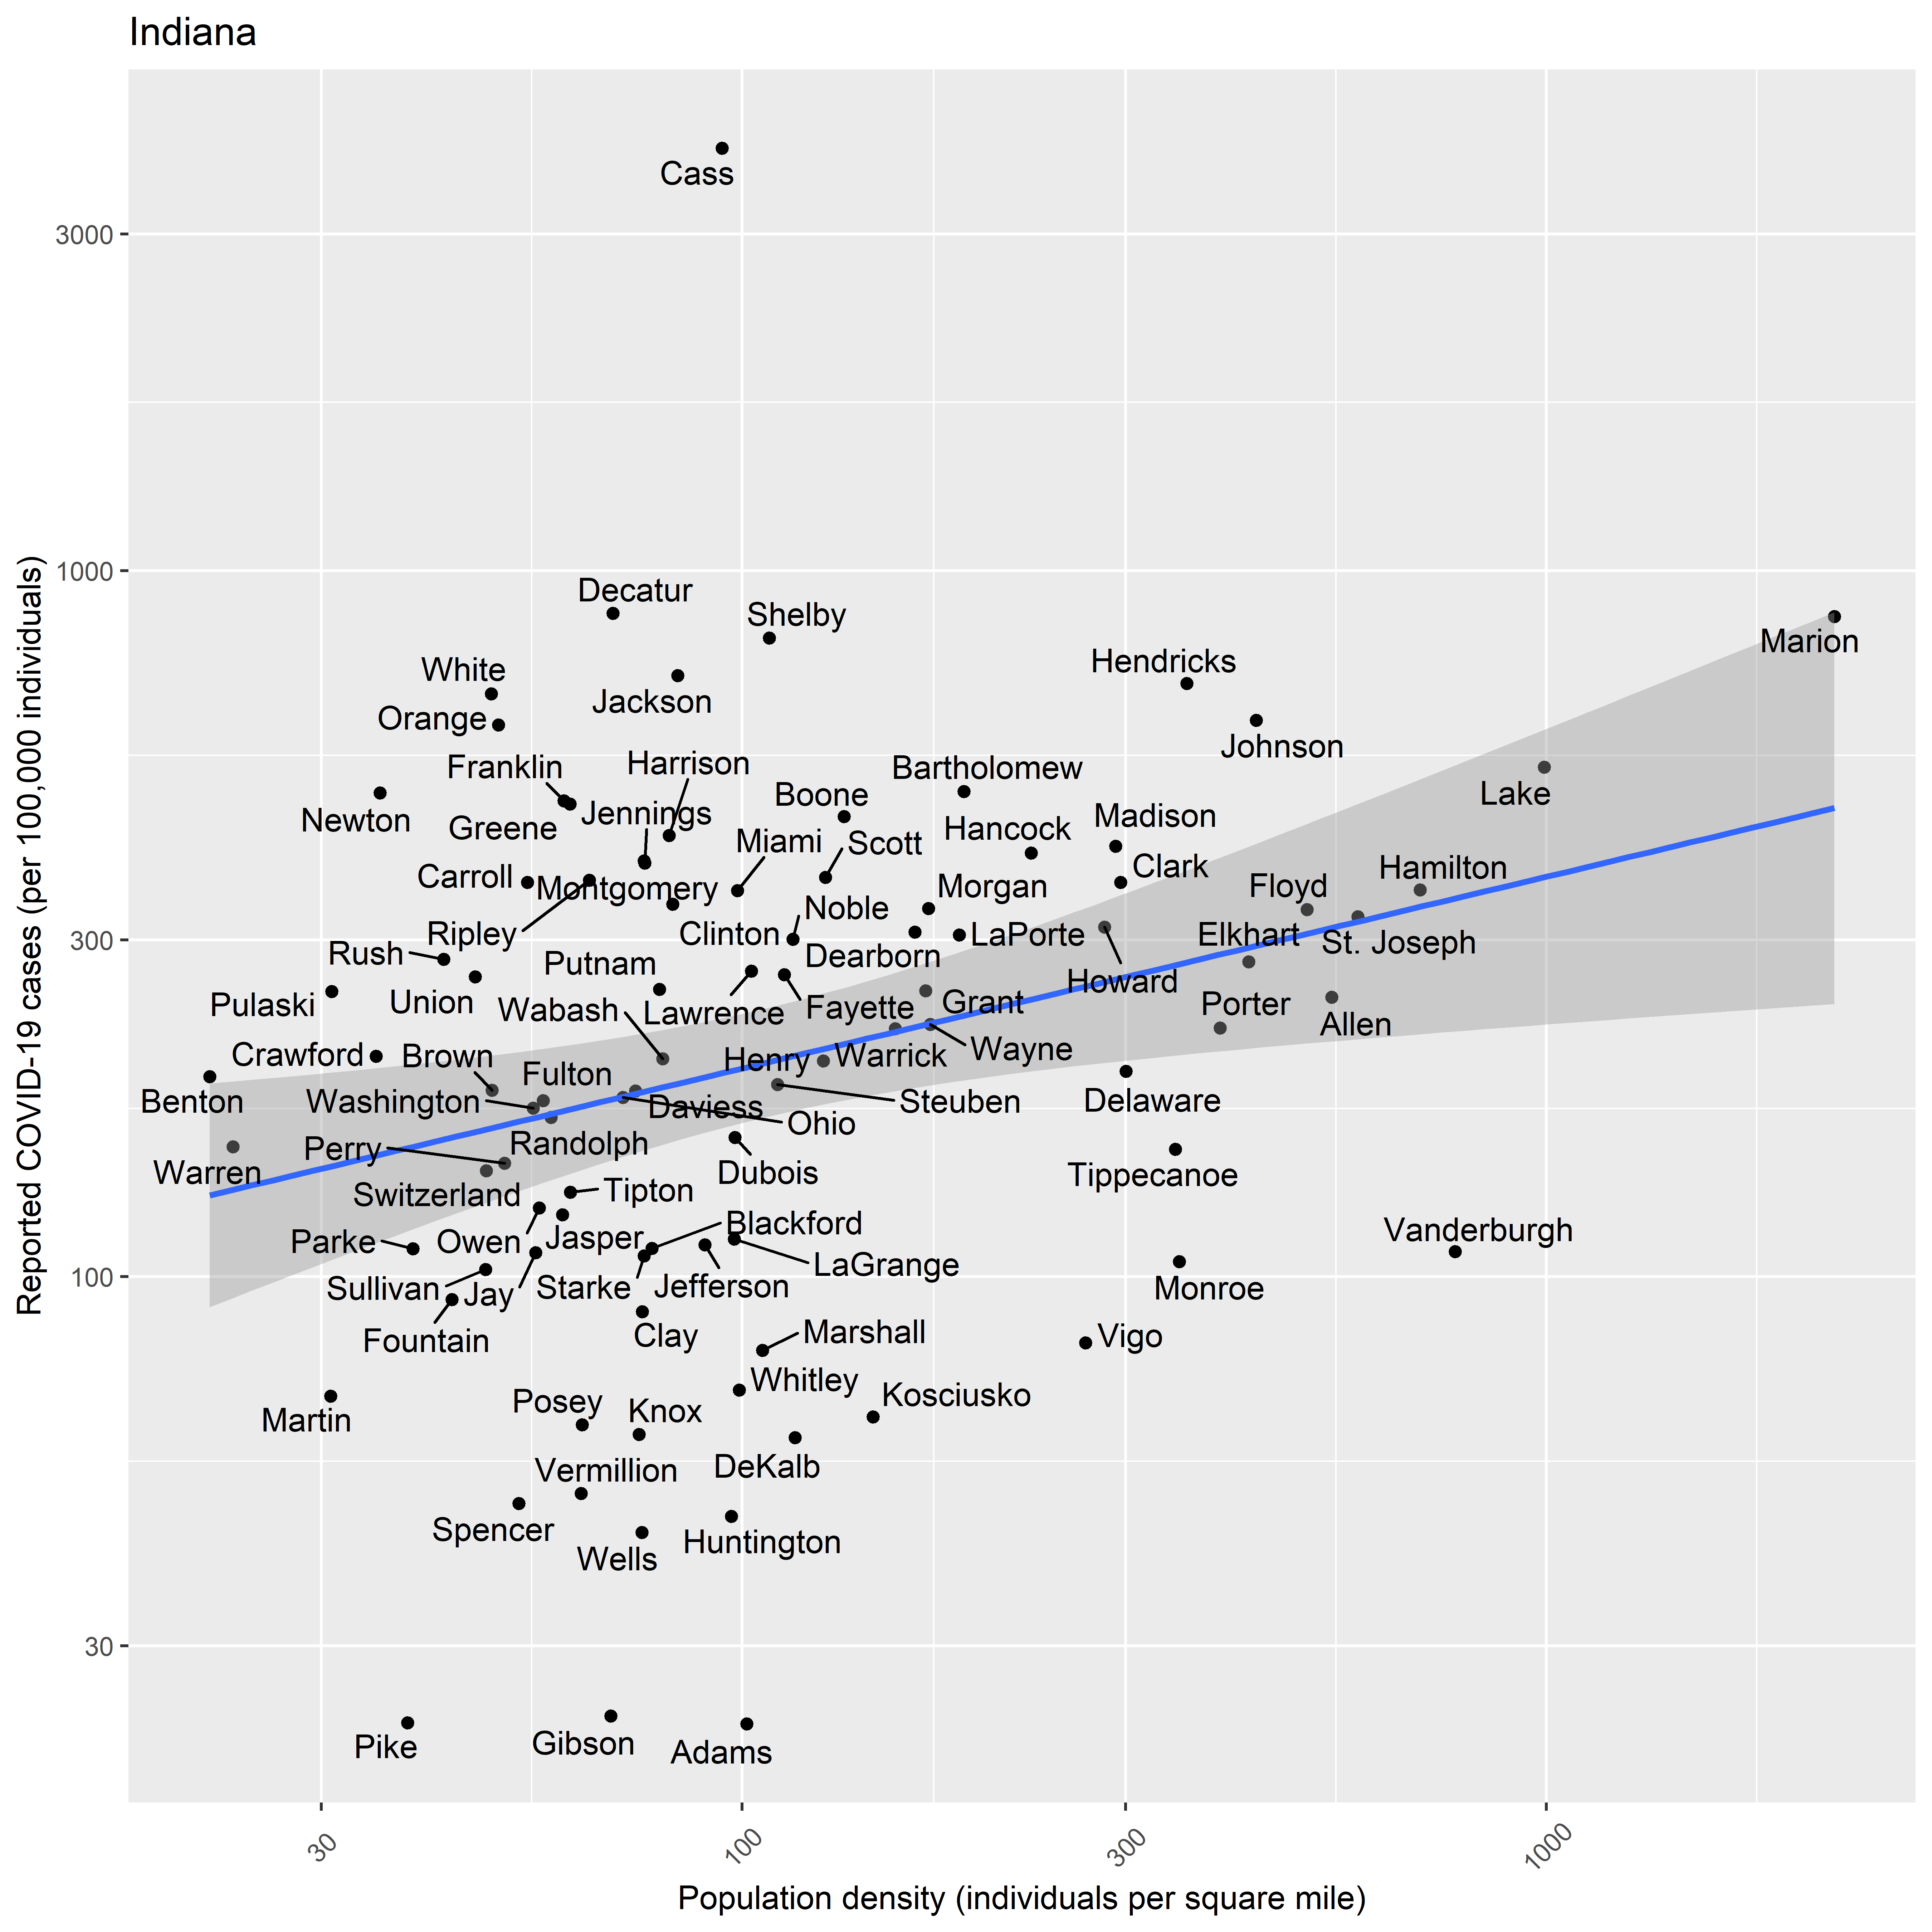 Indiana
Cass
3000
1000
Decatur
Shelby
Marion
Hendricks
White
Jackson
Orange
Johnson
Harrison
Franklin
Bartholomew
Boone
Lake
Newton
Jennings
Madison
Greene
Hancock
Miami
Scott
Clark
Hamilton
Carroll
Montgomery
Morgan
Floyd
Noble
300
Ripley
Clinton
LaPorte
Elkhart
St. Joseph
Rush
Dearborn
Putnam
Howard
Pulaski
Union
Wabash
Lawrence
Fayette
Grant
Porter
Allen
Crawford
Brown
Henry
Warrick
Wayne
Fulton
Benton
Washington
Daviess
Steuben
Delaware
Ohio
Perry
Randolph
Warren
Dubois
Tippecanoe
Switzerland
Tipton
Blackford
Vanderburgh
Parke
Owen
Jasper
LaGrange
100
Sullivan
Jay
Starke
Jefferson
Monroe
Fountain
Clay
Marshall
Vigo
Whitley
Kosciusko
Martin
Posey
Knox
Vermillion
DeKalb
Spencer
Huntington
Wells
30
Pike
Gibson
Adams
30
100
300
1000
Population density (individuals per square mile)
Reported COVID-19 cases (per 100,000 individuals)